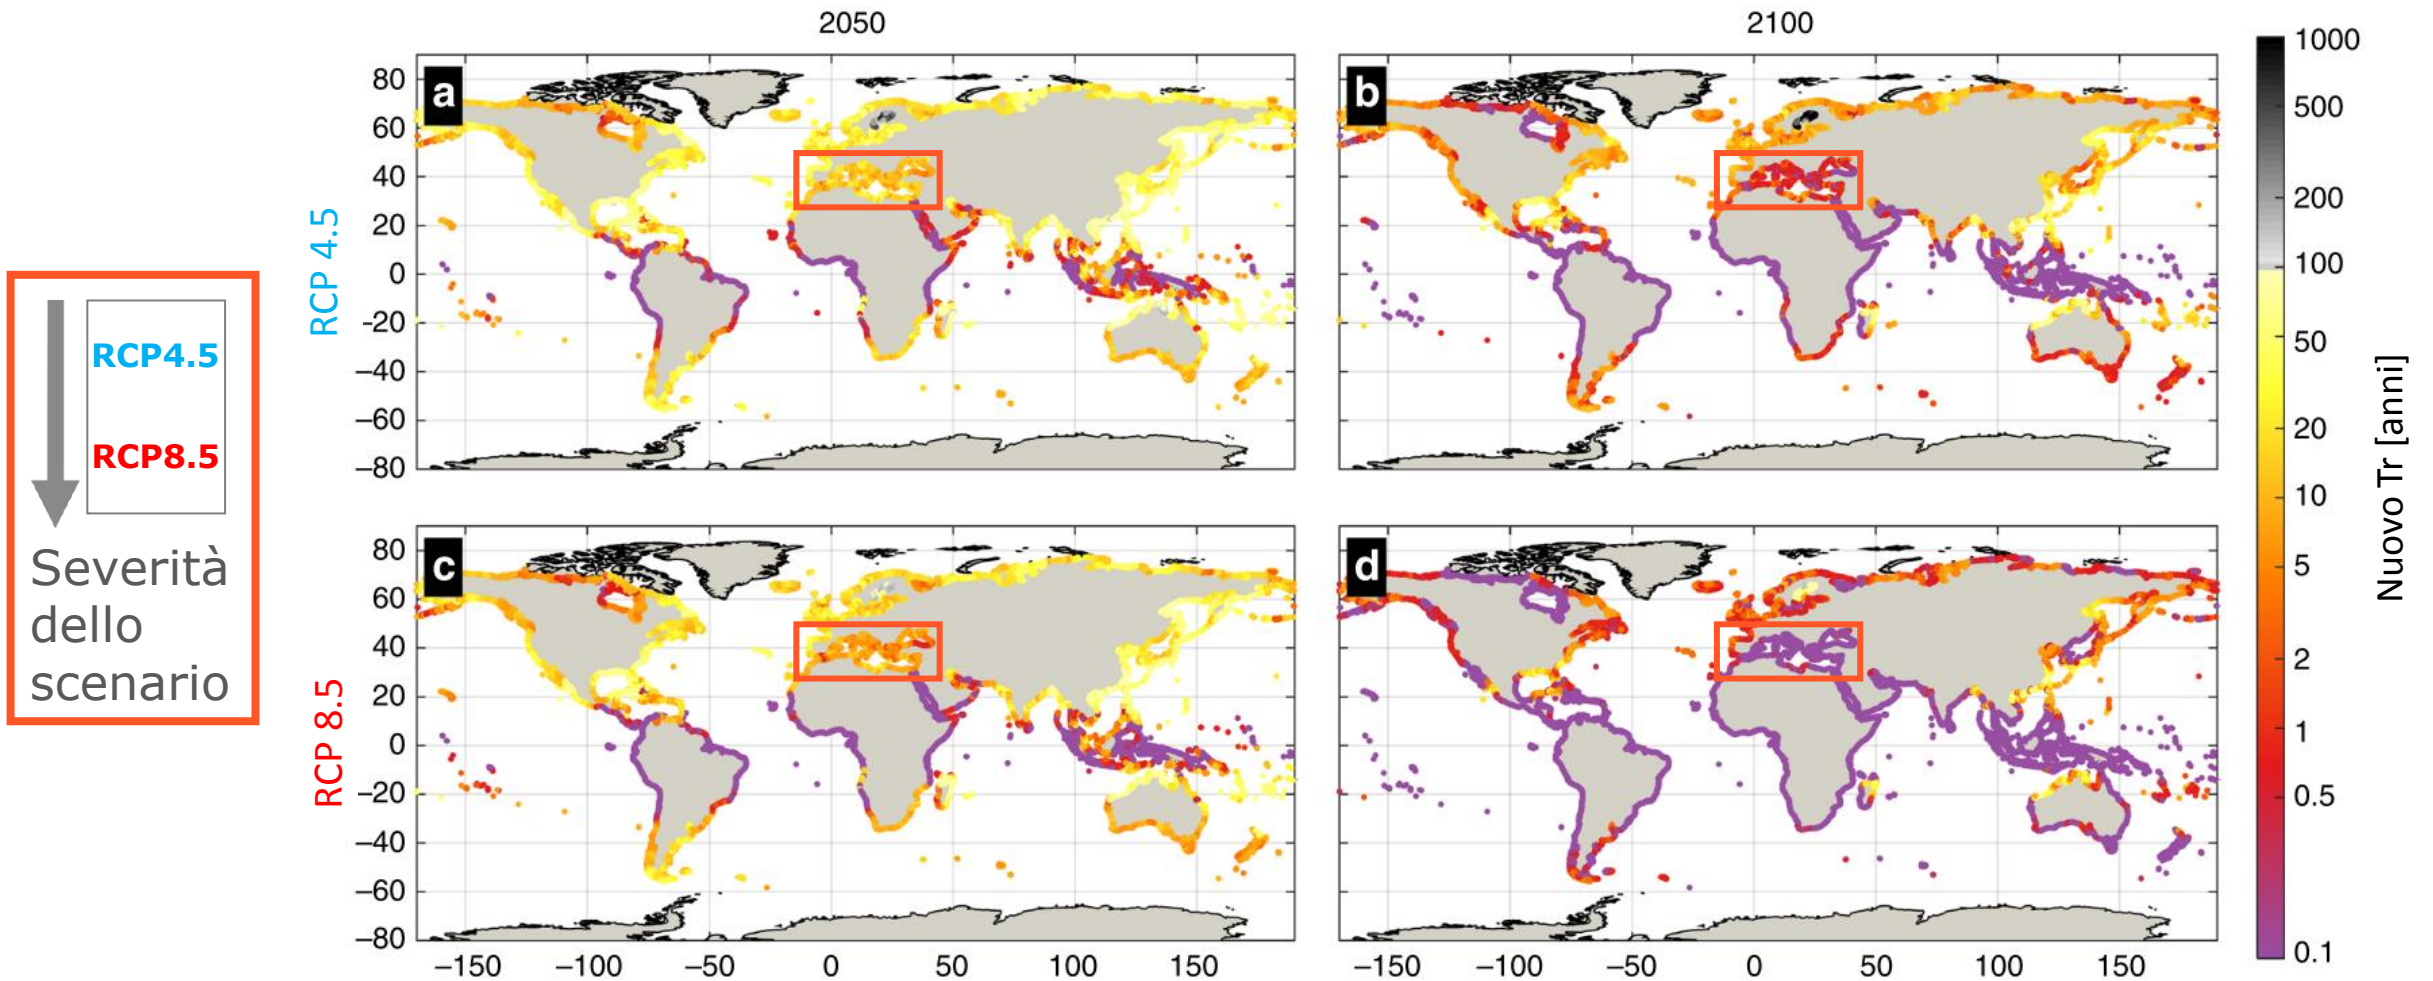 2050
2100
a
80
60
40
20
0
-20
−40
−60
−80
RCP 4.5
b
1000
500
200
100
50
20
10
5
2
1
0.5
0.1
Nuovo Tr [anni]
RCP4.5
RCP8.5
Severità
dello
scenario
c
80
60
40
20
0
−20
−40
−60
−80
RCP 8.5
−150 −100 −50 0 50 100 150
d
−150 −100 −50 0 50 100 150